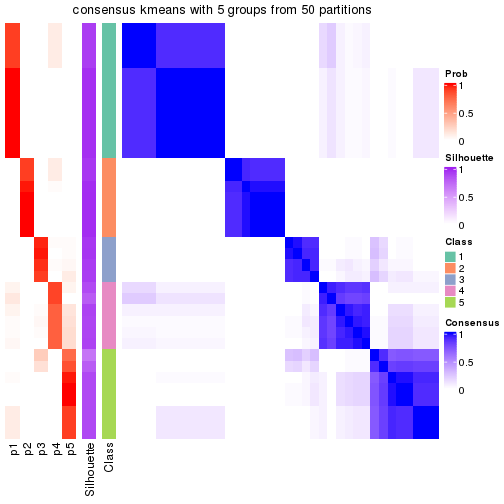 consensus kmeans with 5 groups from 50 partitions
Prob
1
0.5
0
Silhouette
1
0.5
0
Class
1
2
3
4
5
Consensus
1
0.5
0
p1
p2
p3
p4
p5
Silhouette
Class